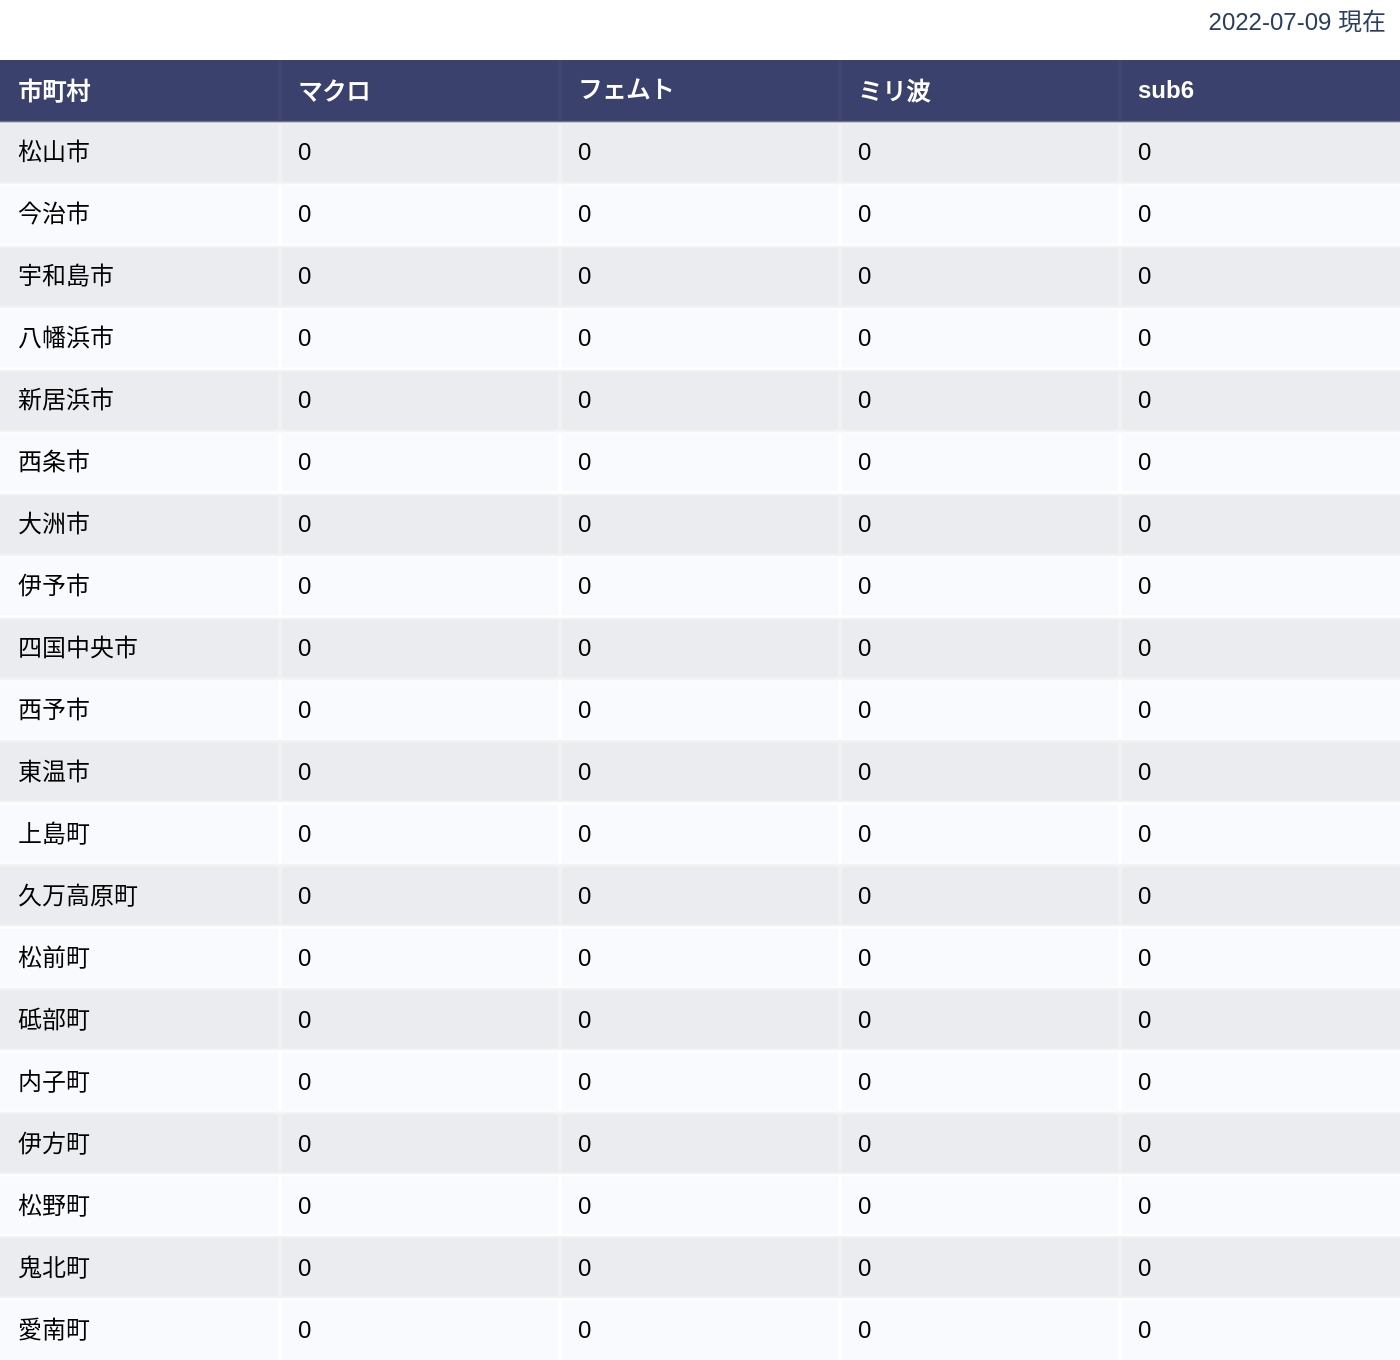 2022-07-09 現在
市町村 マクロ フェムト ミリ波 sub6
松山市 0 0 0 0
今治市 0 0 0 0
宇和島市 0 0 0 0
八幡浜市 0 0 0 0
新居浜市 0 0 0 0
西条市 0 0 0 0
大洲市 0 0 0 0
伊予市 0 0 0 0
四国中央市 0 0 0 0
西予市 0 0 0 0
東温市 0 0 0 0
上島町 0 0 0 0
久万高原町 0 0 0 0
松前町 0 0 0 0
砥部町 0 0 0 0
内子町 0 0 0 0
伊方町 0 0 0 0
松野町 0 0 0 0
鬼北町 0 0 0 0
愛南町 0 0 0 0